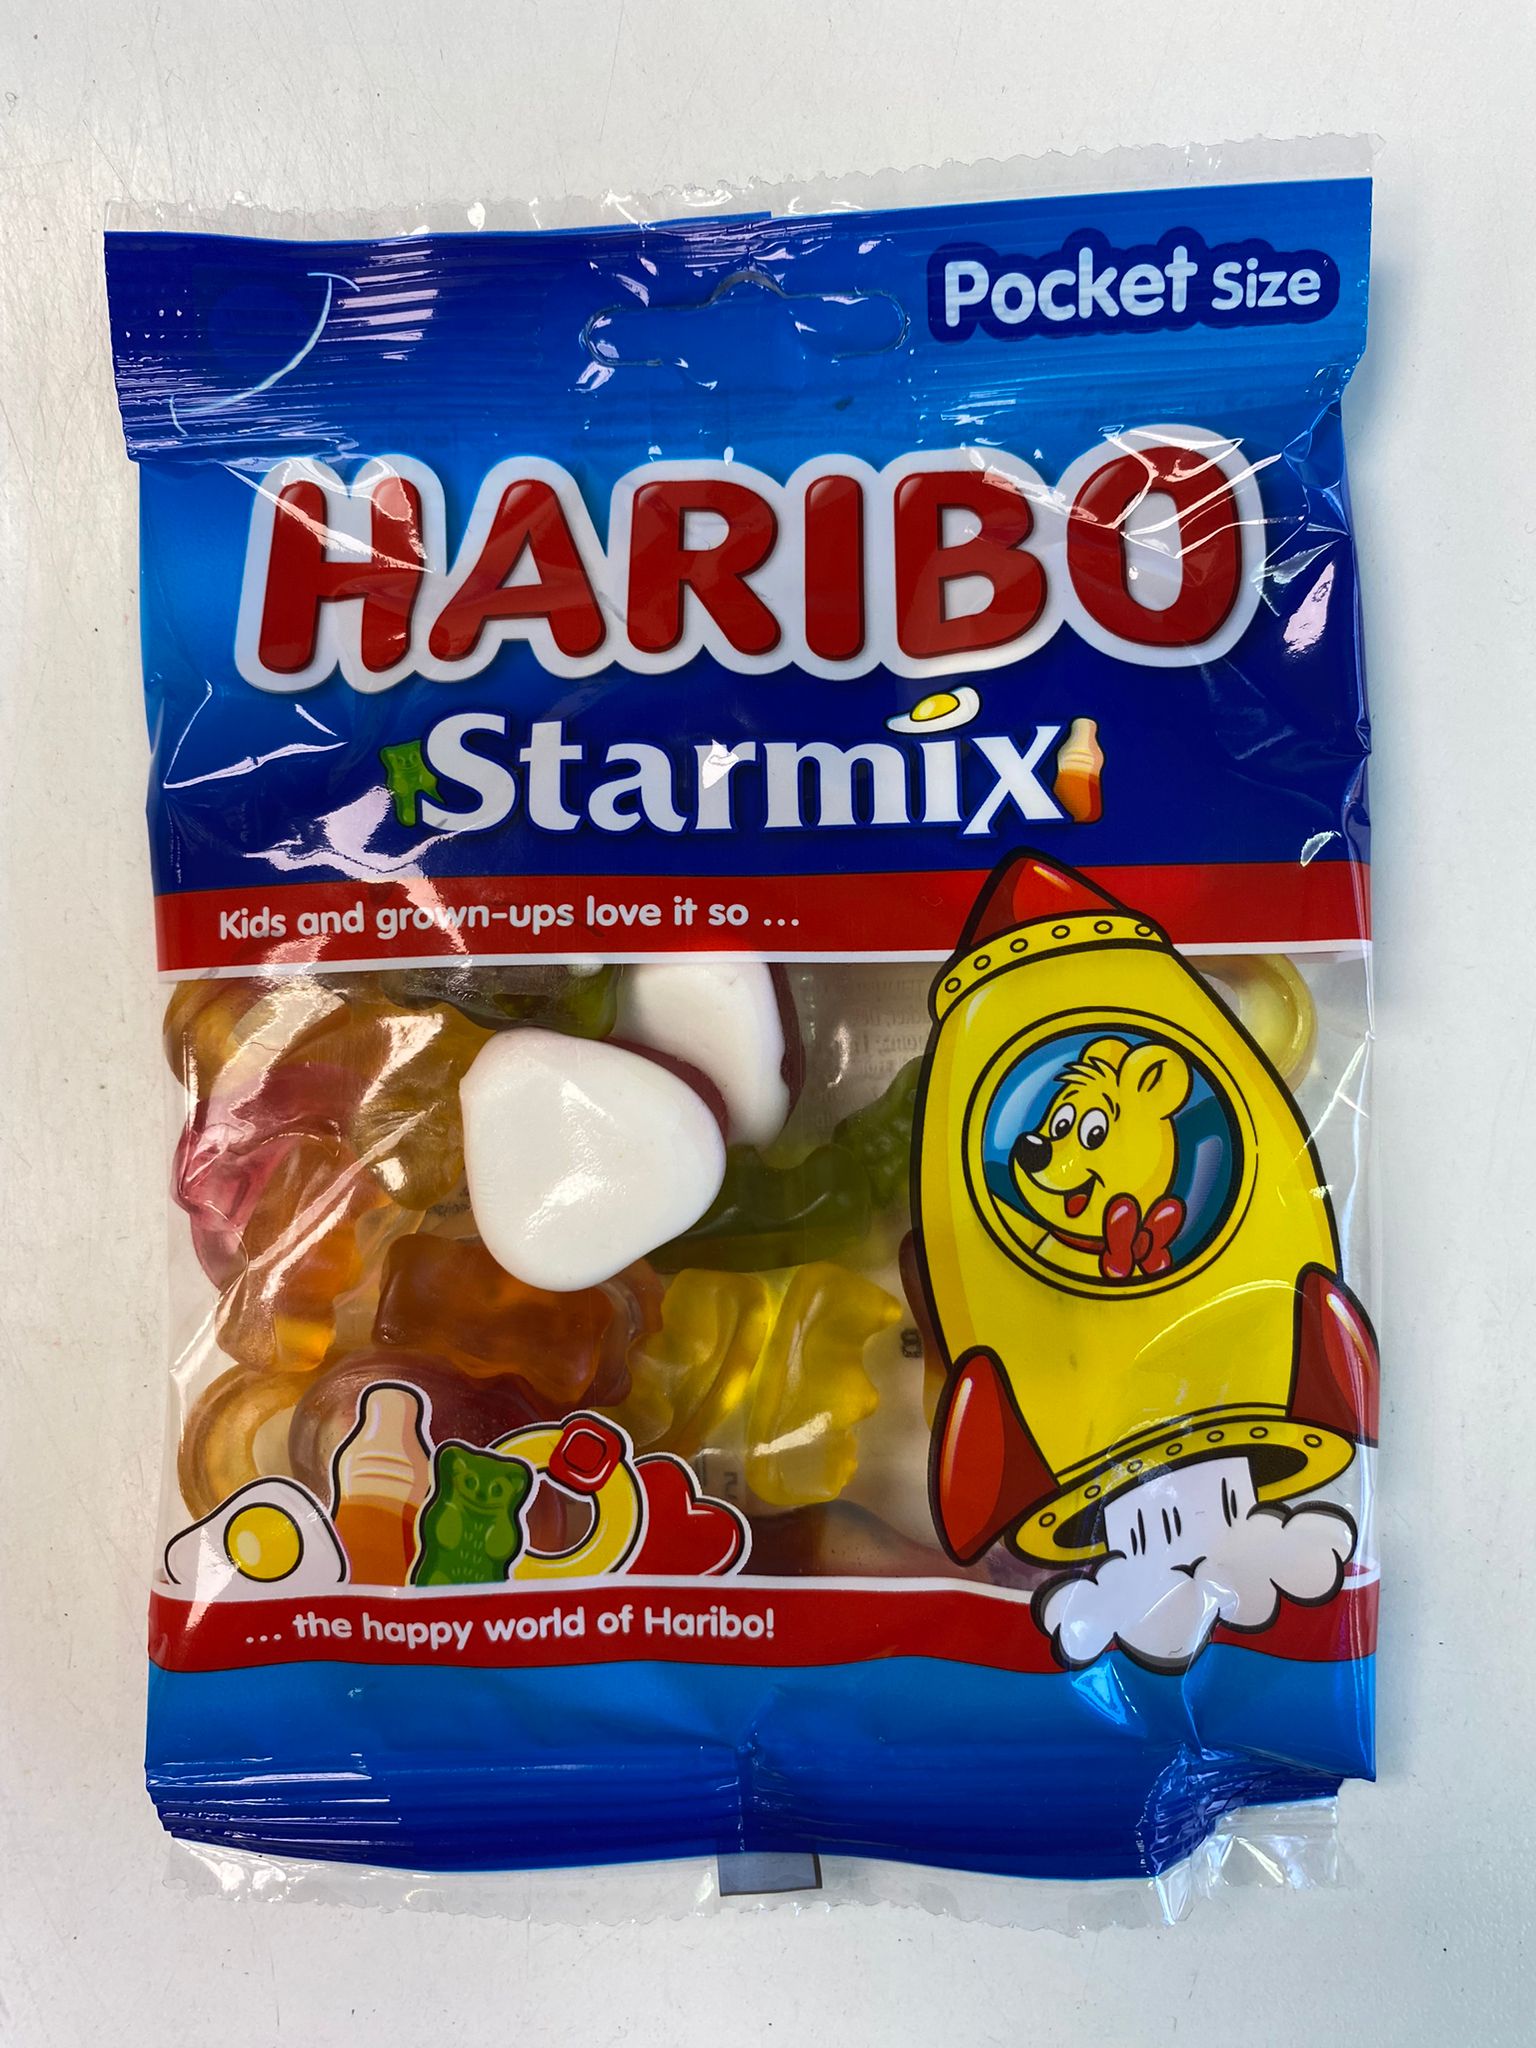 Pocket Size
HARIBO
Starmix
Kids and grown-ups love it so ...
... the happy world of Haribo!